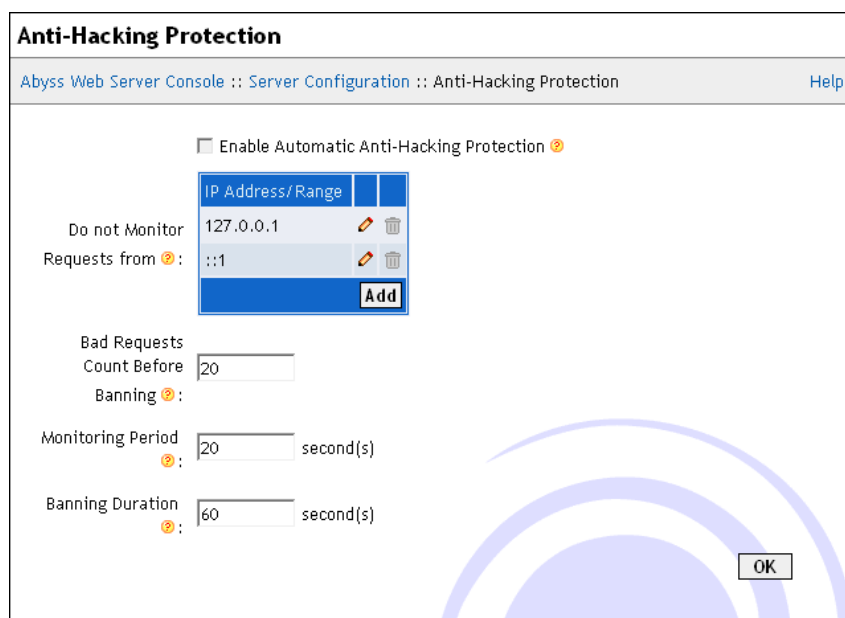 Anti-Hacking Protection
Abyss Web Server Console :: Server Configuration :: Anti-Hacking Protection
Help
Enable Automatic Anti-Hacking Protection ?
IP Address/Range
Do not Monitor
Requests from ? :
127.0.0.1
::1
Add
Bad Requests
Count Before
Banning ? :
20
Monitoring Period
? :
20 second(s)
Banning Duration
? :
60 second(s)
OK